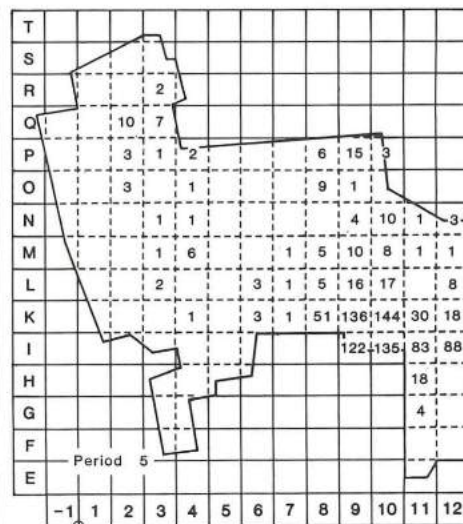 T
S
R 2
Q 10 7
P 3 1 2 6 15 3
O 3 1 9 1
N 1 1 4 10 1 3
M 1 6 1 5 10 8 1 1
L 2 3 1 5 16 17 8
K 1 3 1 51 136 144 30 18
I 122 135 83 88
H 18
G 4
F
Period 5
E
-1 1 2 3 4 5 6 7 8 9 10 11 12